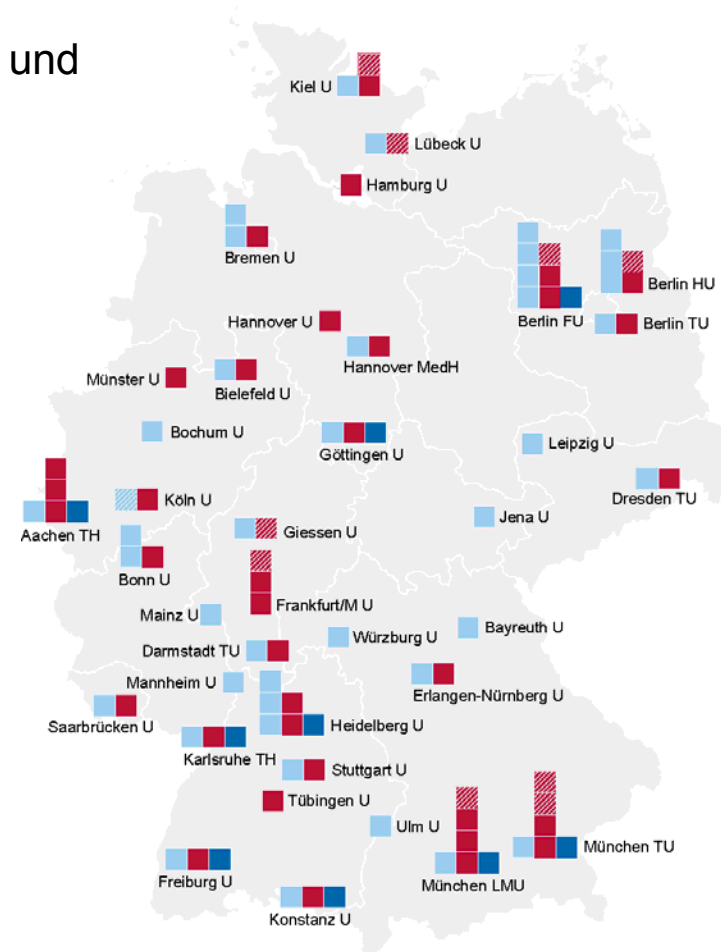 und
Kiel U
Lübeck U
Hamburg U
Bremen U
Berlin HU
Berlin FU
Berlin TU
Hannover U
Hannover MedH
Münster U
Bielefeld U
Bochum U
Göttingen U
Leipzig U
Dresden TU
Köln U
Aachen TH
Jena U
Giessen U
Bonn U
Frankfurt/M U
Mainz U
Würzburg U
Bayreuth U
Darmstadt TU
Mannheim U
Erlangen-Nürnberg U
Saarbrücken U
Heidelberg U
Karlsruhe TH
Stuttgart U
Tübingen U
Ulm U
München TU
Freiburg U
München LMU
Konstanz U